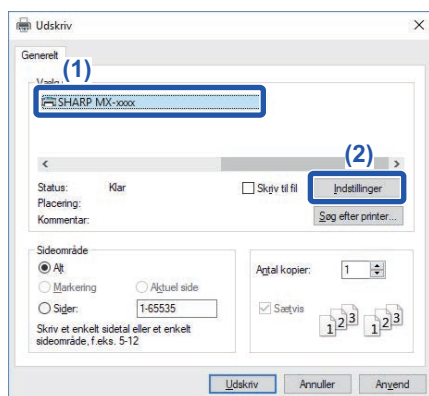 Udskriv
Generelt
(1)
Vælg
SHARP MX-xxxx
(2)
Status: Klar
Skriv til fil
Indstillinger
Placering:
Kommentar:
Søg efter printer...
Sideområde
Alt
Markering
Aktuel side
Sider: 1-65535
Skriv et enkelt sidetal eller et enkelt
sideområde, f.eks. 5-12
Antal kopier: 1
Sætvis
1 2 3 1 2 3
Udskriv Annuller Anvend